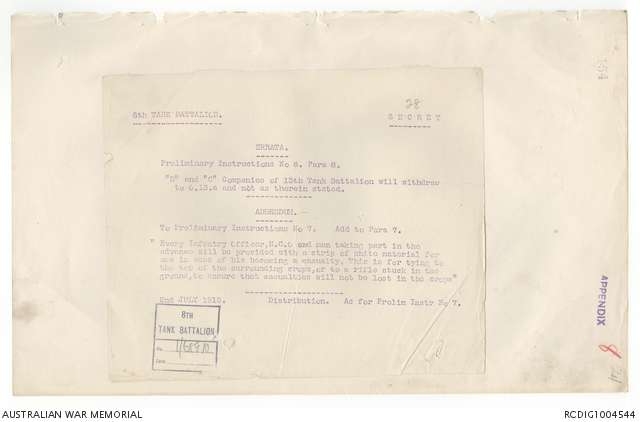 28
8th TANK BATTALION.
SECRET
ERRATA.
Preliminary Instructions No 8. Para 8.
"B" and "C" Companies of 13th Tank Battalion will withdraw
to O.13.a and not as therein stated.
ADDENDUM. —
To Preliminary Instructions No 7. Add to Para 7.
" Every Infantry Officer, N.C.O and man taking part in the
advance will be provided with a strip of white material for
use in case of his becoming a casualty. This is for tying to
the top of the surrounding crops, or to a rifle stuck in the
ground, to ensure that casualties will not be lost in the crops"
2nd JULY 1918. Distribution. As for Prelim Instr No 7.
8TH
TANK BATTALION
No.
Date
APPENDIX
8
AUSTRALIAN WAR MEMORIAL
RCDIG1004544